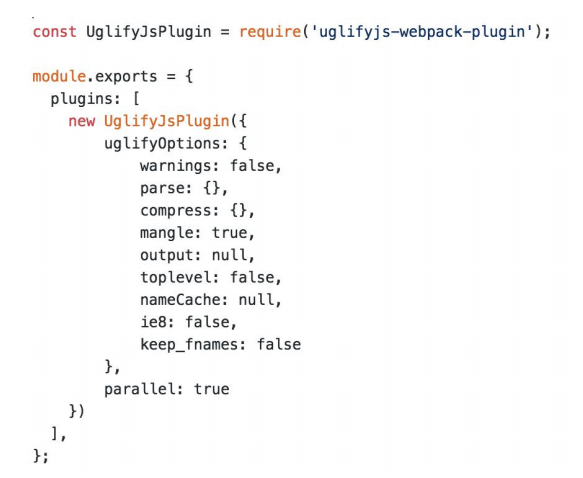 const UglifyJsPlugin = require('uglifyjs-webpack-plugin');

module.exports = {
  plugins: [
    new UglifyJsPlugin({
        uglifyOptions: {
            warnings: false,
            parse: {},
            compress: {},
            mangle: true,
            output: null,
            toplevel: false,
            nameCache: null,
            ie8: false,
            keep_fnames: false
        },
        parallel: true
    })
  ],
};